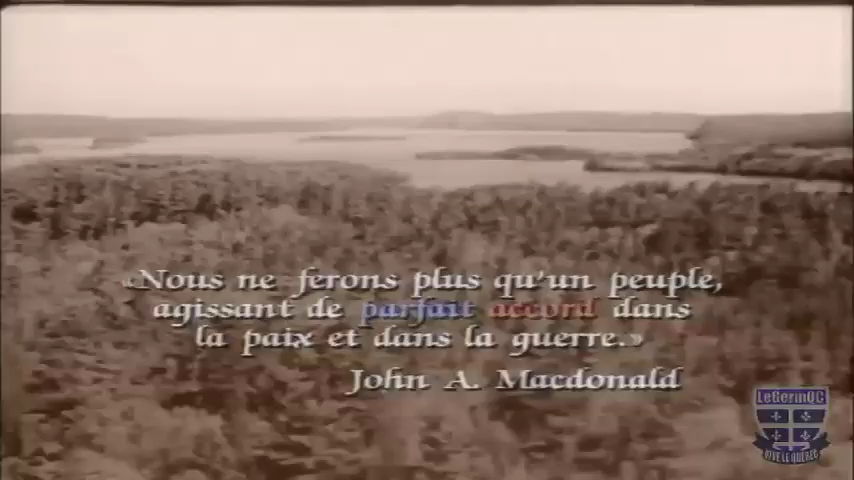 «Nous ne ferons plus qu'un peuple,
agissant de parfait accord dans
la paix et dans la guerre.»
John A. Macdonald
LeGerinQC
VIVE LE QUÉBEC